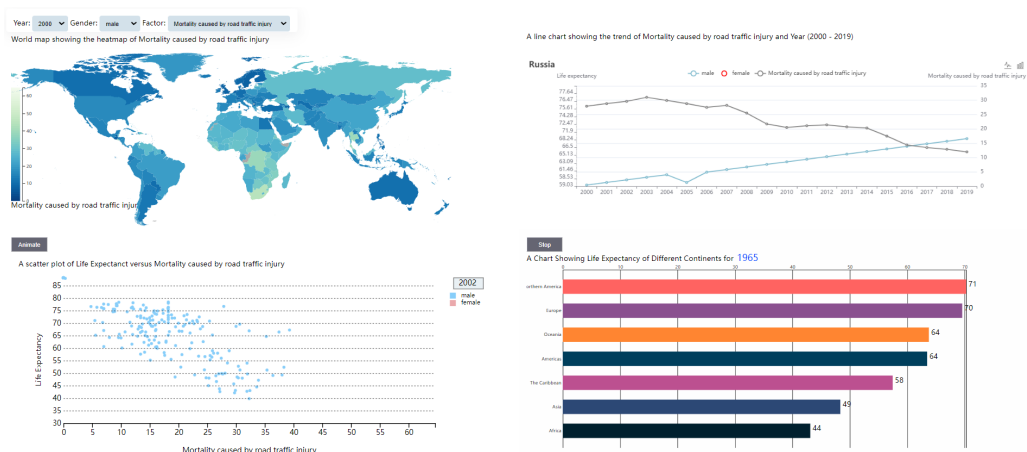 Year: 2000 Gender: male Factor: Mortality caused by road traffic injury
World map showing the heatmap of Mortality caused by road traffic injury
60
50
40
30
20
10
Mortality caused by road traffic injur
A line chart showing the trend of Mortality caused by road traffic injury and Year (2000 - 2019)
Russia
Life expectancy
male female Mortality caused by road traffic injury
Mortality caused by road traffic injury
77.64
76.47
75.61
74.28
72.47
71.9
68.24
66.5
65.13
63.09
61.46
58.53
59.03
35
30
25
20
15
10
5
0
2000 2001 2002 2003 2004 2005 2006 2007 2008 2009 2010 2011 2012 2013 2014 2015 2016 2017 2018 2019
Animate
A scatter plot of Life Expectanct versus Mortality caused by road traffic injury
2002
male
female
Life Expectancy
85
80
75
70
65
60
55
50
45
40
35
30
0 5 10 15 20 25 30 35 40 45 50 55 60
Mortality caused by road traffic injury
Stop
A Chart Showing Life Expectancy of Different Continents for 1965
0 10 20 30 40 50 60 70
orthern America 71
Europe 70
Oceania 64
Americas 64
The Caribbean 58
Asia 49
Africa 44